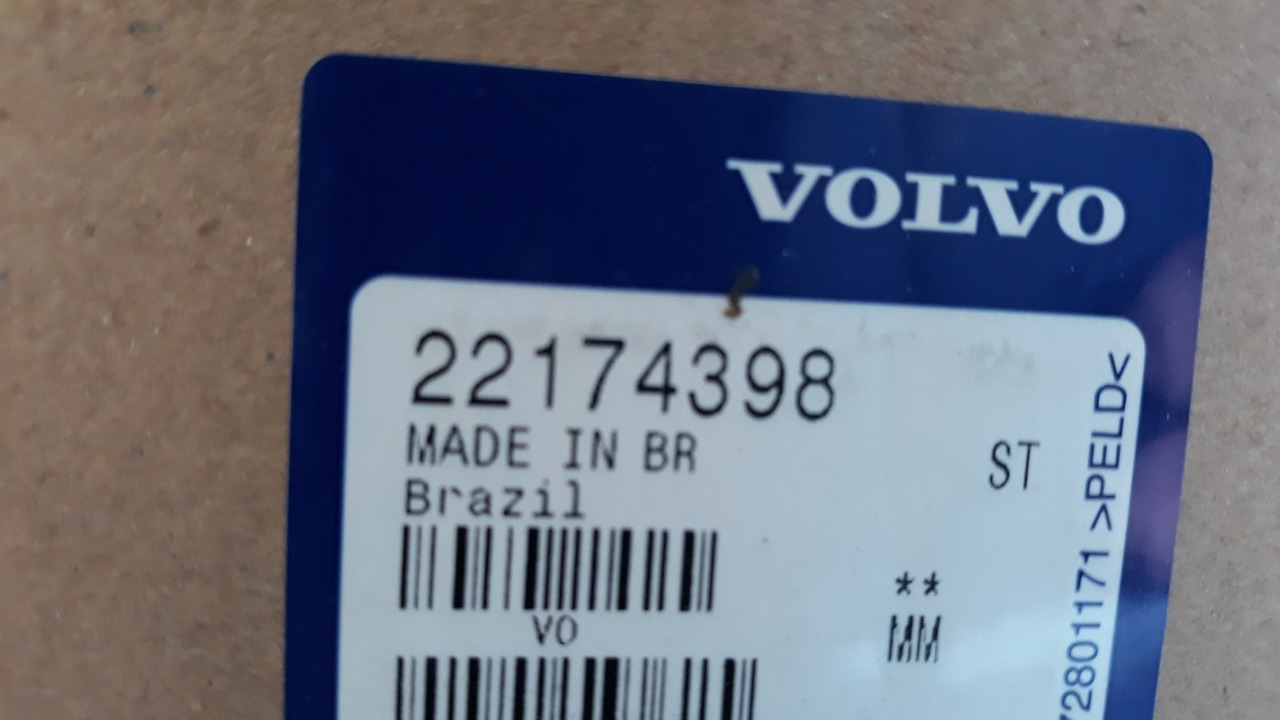 VOLVO
22174398
MADE IN BR
ST
Brazil
**
VO
MM
72801171 >PELD<